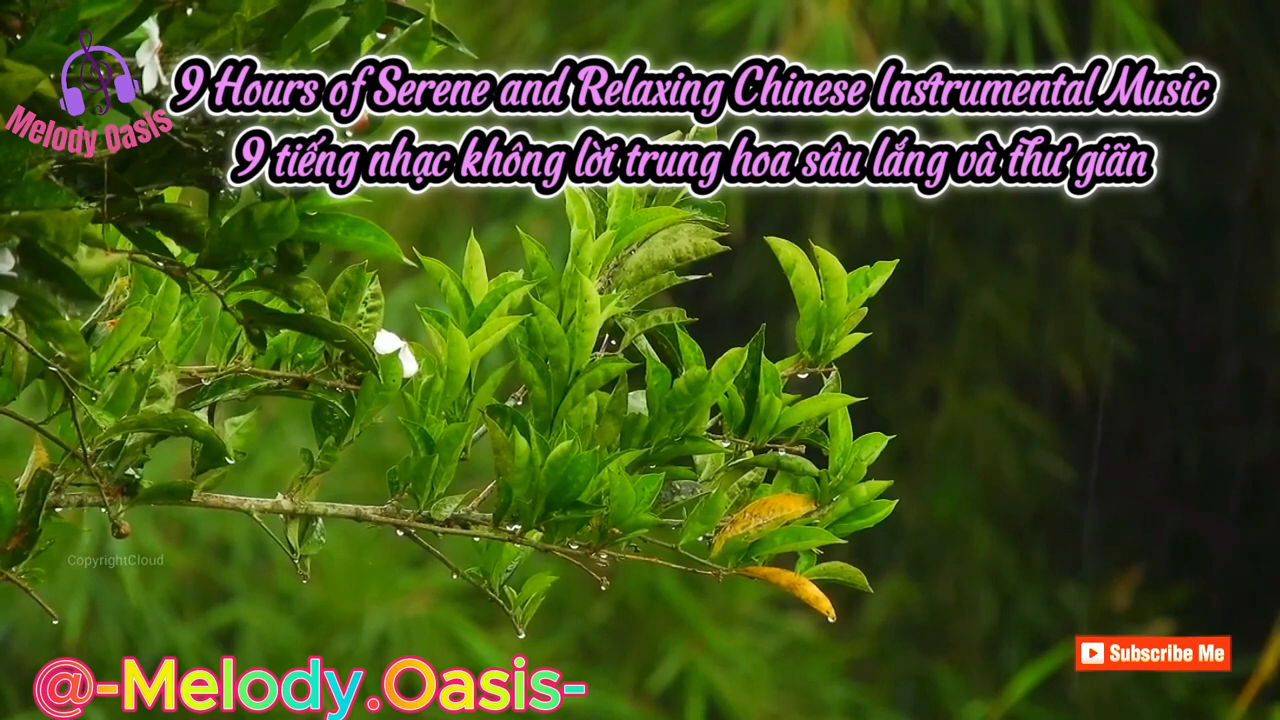 Melody Oasis
9 Hours of Serene and Relaxing Chinese Instrumental Music
9 tiếng nhạc không lời trung hoa sâu lắng và thư giãn
CopyrightCloud
Subscribe Me
@-Melody.Oasis-